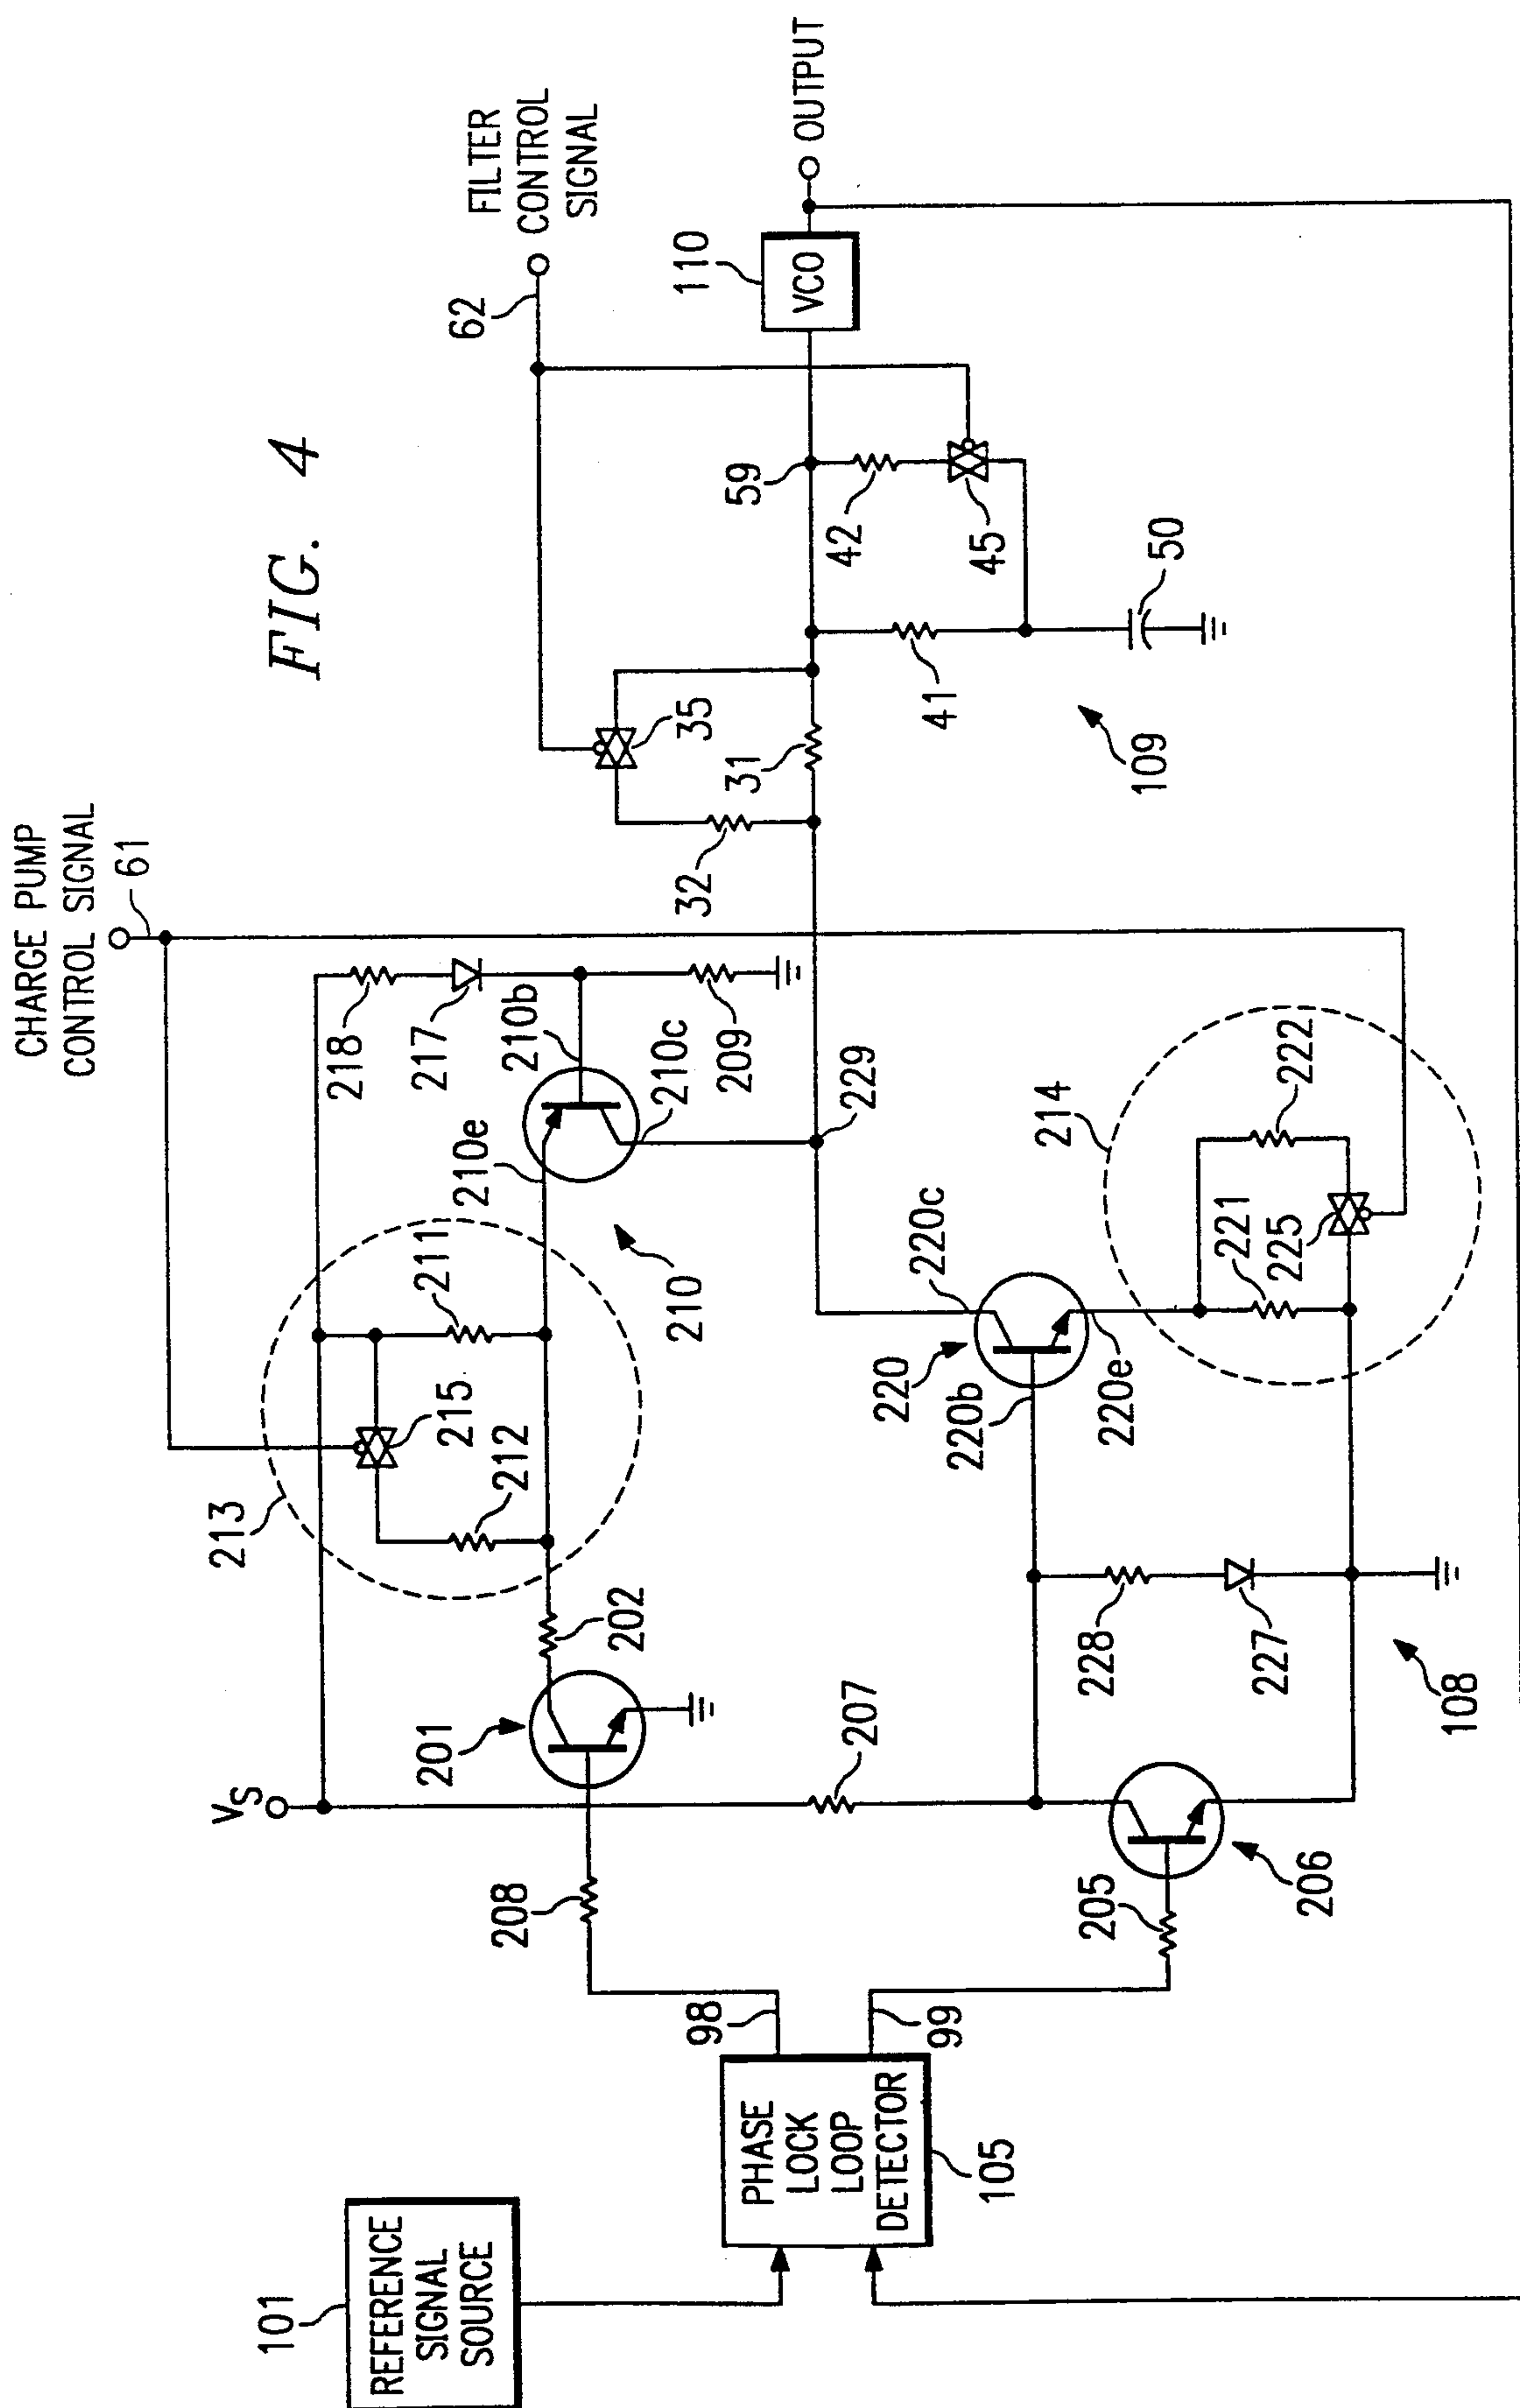 FIG. 4
CHARGE PUMP
CONTROL SIGNAL
61
FILTER
CONTROL
SIGNAL
62
OUTPUT
110
VCO
59
42
45
50
41
109
35
31
32
218
217
210b
210c
209
210e
229
210
211
215
212
213
202
201
207
VS
208
214
222
221
225
220c
220
220b
220e
228
227
108
206
205
98
99
PHASE
LOCK
LOOP
DETECTOR
105
101
REFERENCE
SIGNAL
SOURCE